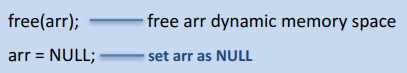 free(arr); free arr dynamic memory space
arr = NULL; set arr as NULL